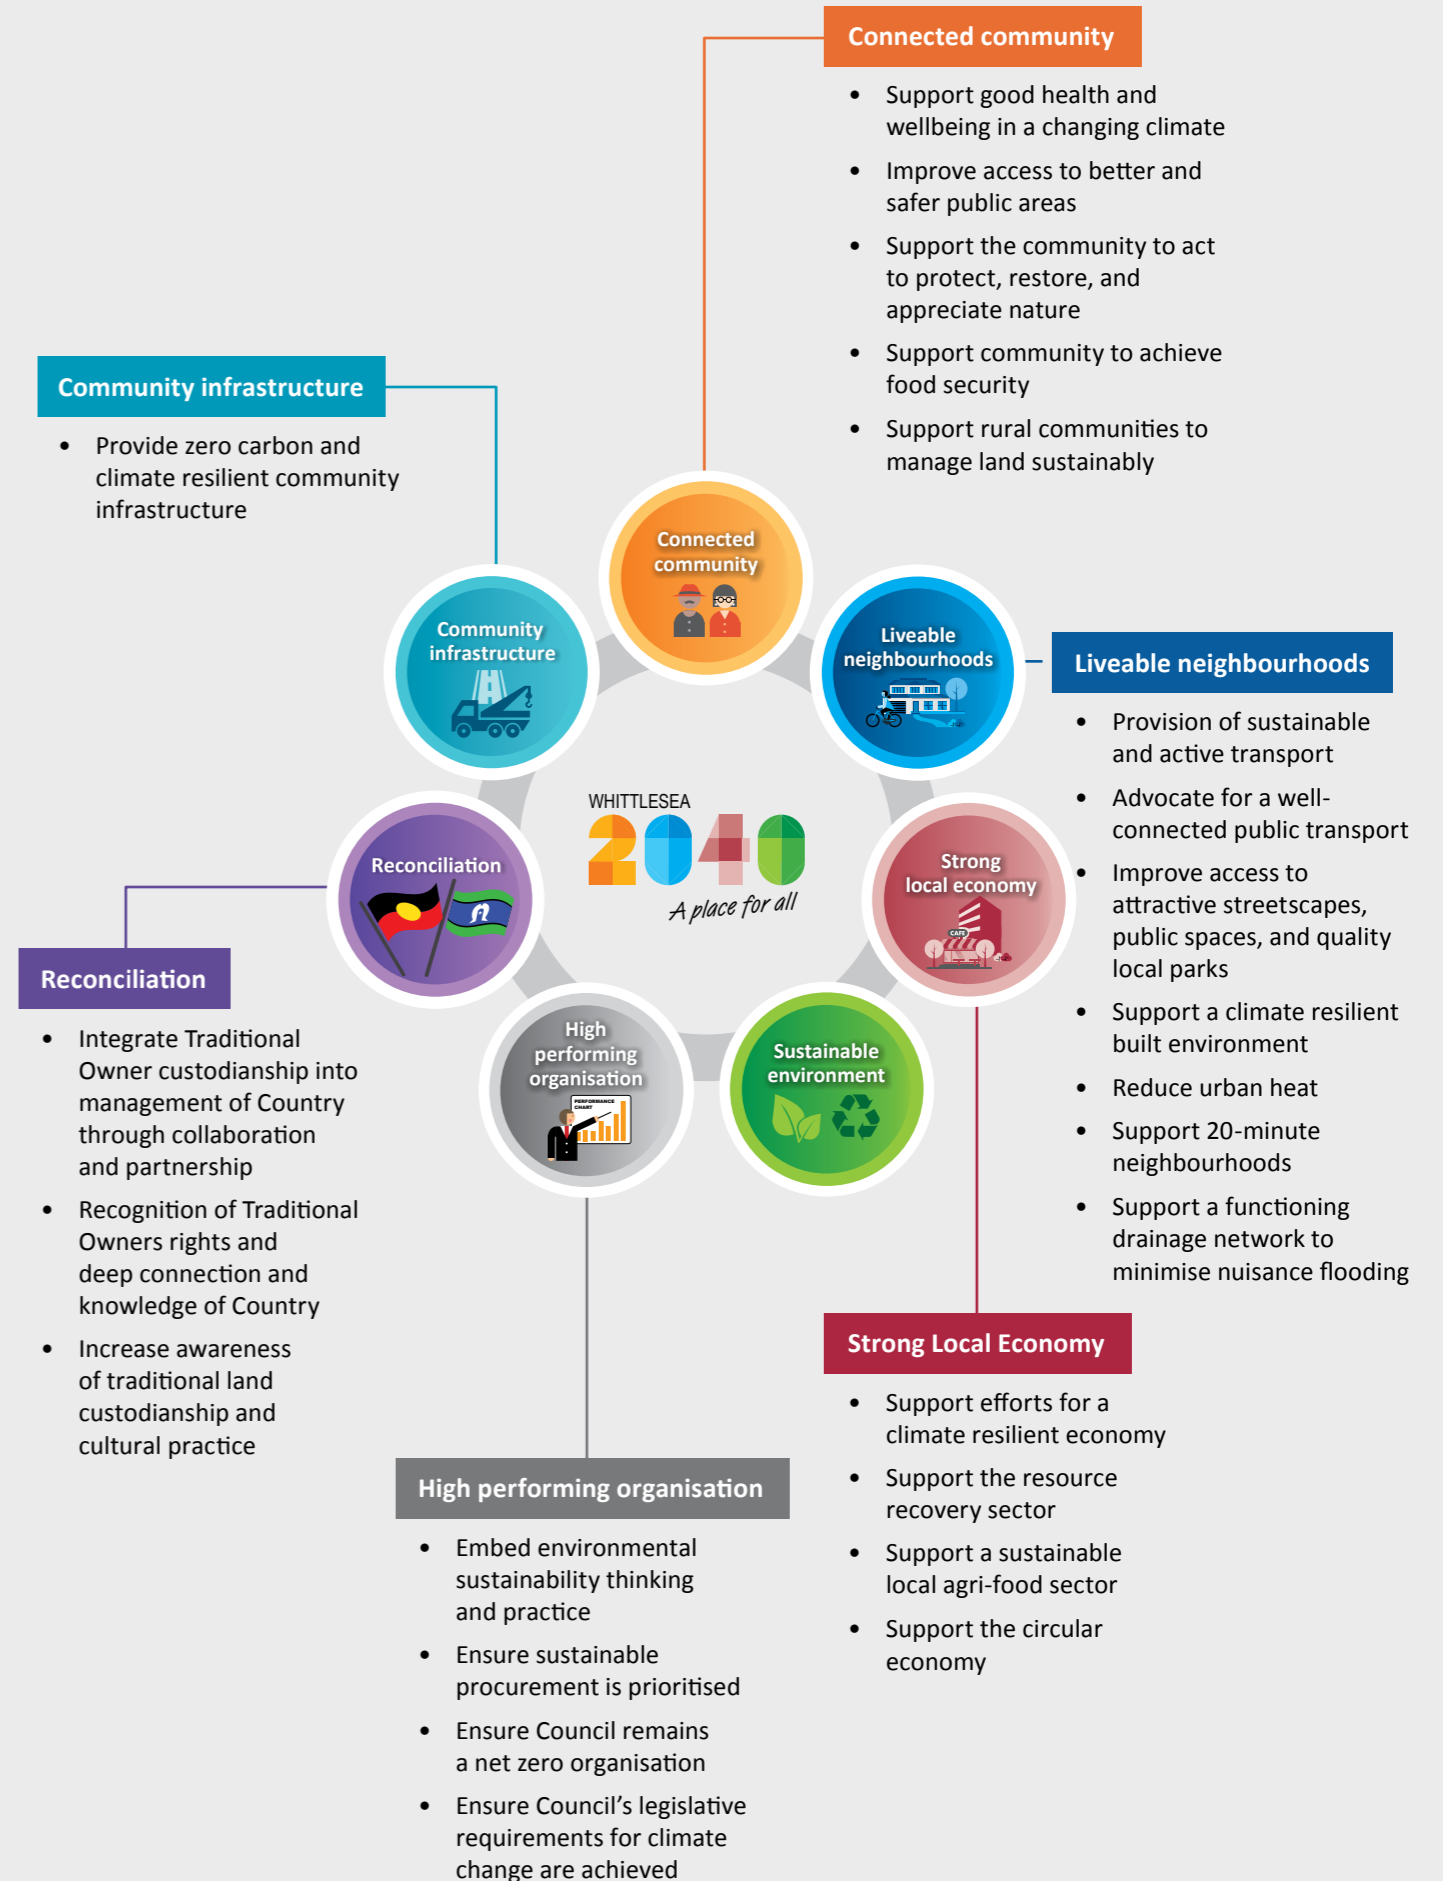 Connected community
• Support good health and
wellbeing in a changing climate
• Improve access to better and
safer public areas
• Support the community to act
to protect, restore, and
appreciate nature
• Support community to achieve
food security
• Support rural communities to
manage land sustainably
Community infrastructure
• Provide zero carbon and
climate resilient community
infrastructure
Connected
community
Community
infrastructure
Liveable
neighbourhoods
Reconciliation
WHITTLESEA
2040
A place for all
Strong
local economy
CAFE
High
performing
organisation
PERFORMANCE
CHART
Sustainable
environment
Liveable neighbourhoods
• Provision of sustainable
and active transport
• Advocate for a well-
connected public transport
• Improve access to
attractive streetscapes,
public spaces, and quality
local parks
• Support a climate resilient
built environment
• Reduce urban heat
• Support 20-minute
neighbourhoods
• Support a functioning
drainage network to
minimise nuisance flooding
Reconciliation
• Integrate Traditional
Owner custodianship into
management of Country
through collaboration
and partnership
• Recognition of Traditional
Owners rights and
deep connection and
knowledge of Country
• Increase awareness
of traditional land
custodianship and
cultural practice
Strong Local Economy
• Support efforts for a
climate resilient economy
• Support the resource
recovery sector
• Support a sustainable
local agri-food sector
• Support the circular
economy
High performing organisation
• Embed environmental
sustainability thinking
and practice
• Ensure sustainable
procurement is prioritised
• Ensure Council remains
a net zero organisation
• Ensure Council’s legislative
requirements for climate
change are achieved